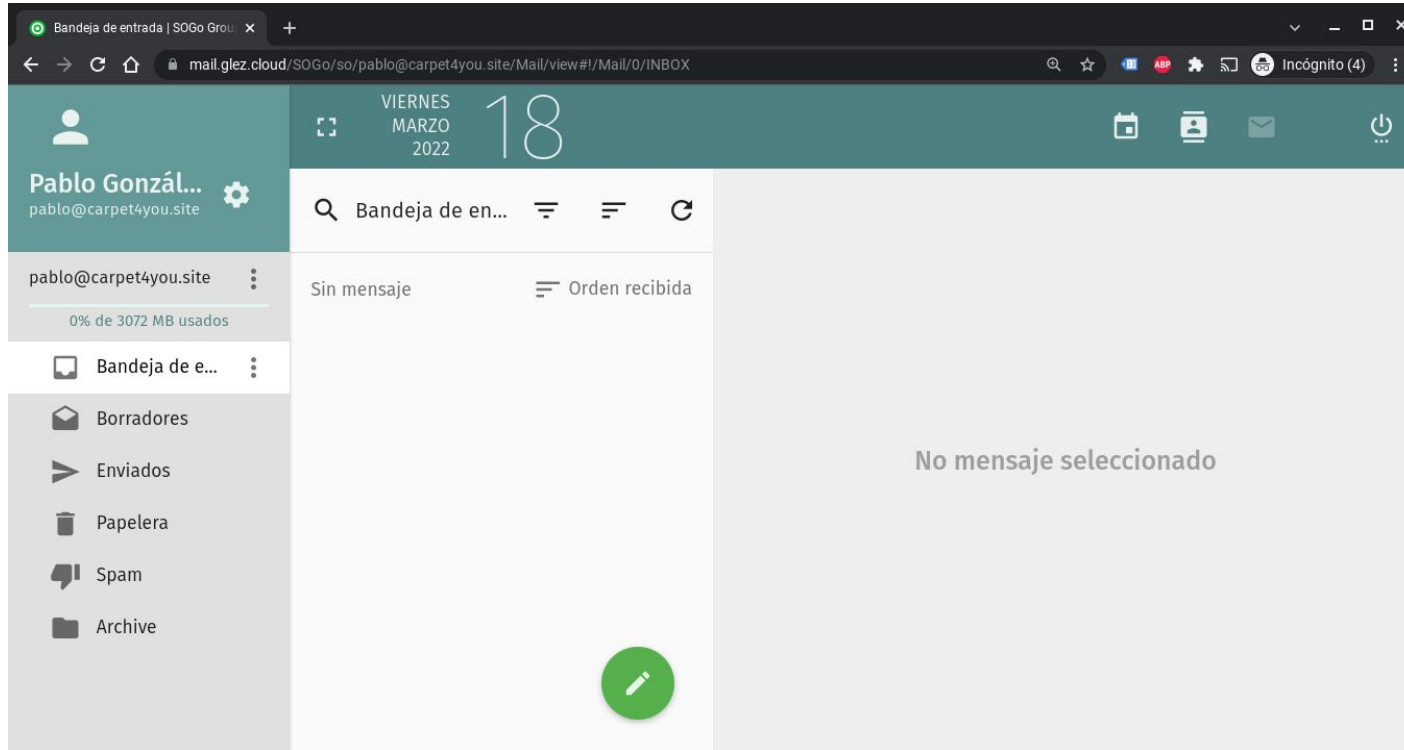 Bandeja de entrada | SOGo Grou
mail.glez.cloud/SOGo/so/pablo@carpet4you.site/Mail/view#!/Mail/0/INBOX
ABP
Incógnito (4)
Pablo Gonzál...
pablo@carpet4you.site
VIERNES
MARZO
2022
18
pablo@carpet4you.site
0% de 3072 MB usados
Bandeja de e...
Borradores
Enviados
Papelera
Spam
Archive
Bandeja de en...
Sin mensaje
Orden recibida
No mensaje seleccionado